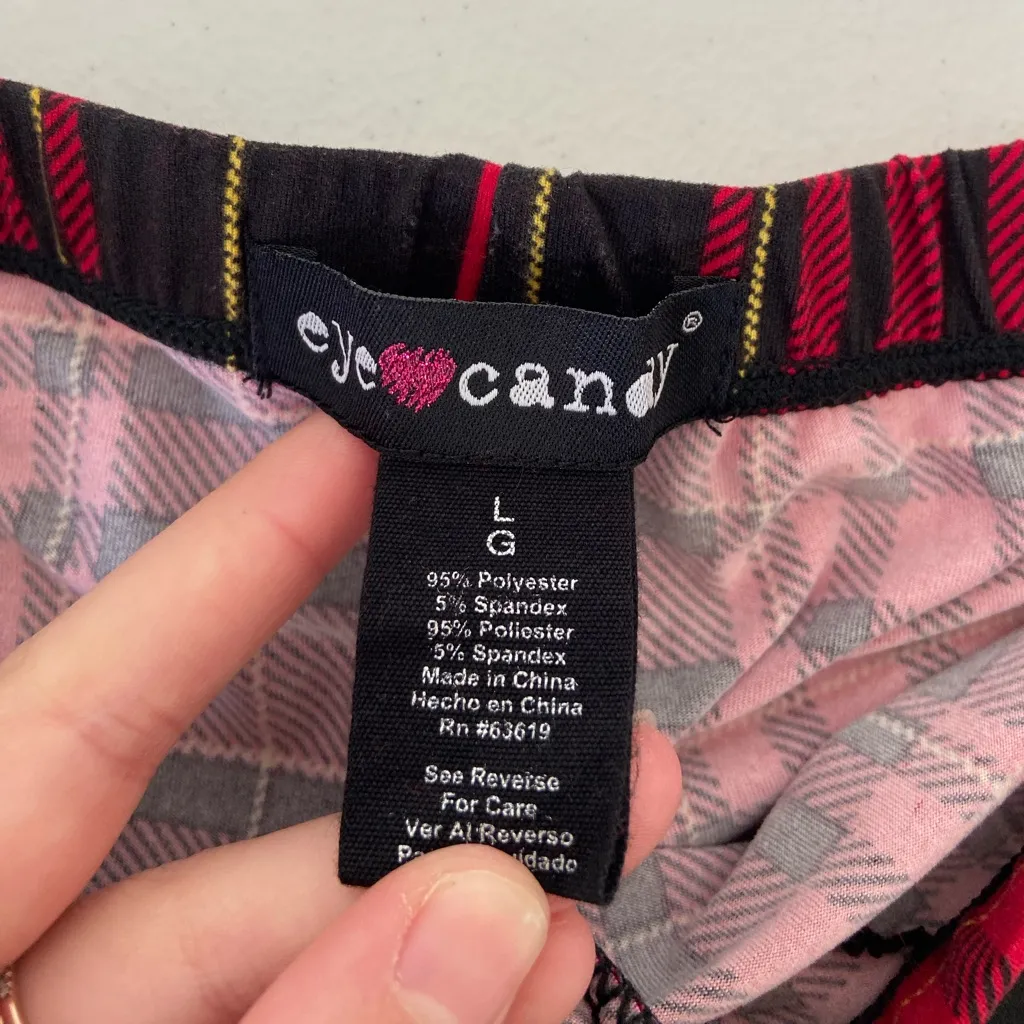 eye candy®
L
G
95% Polyester
5% Spandex
95% Poliester
5% Spandex
Made in China
Hecho en China
Rn #63619
See Reverse
For Care
Ver Al Reverso